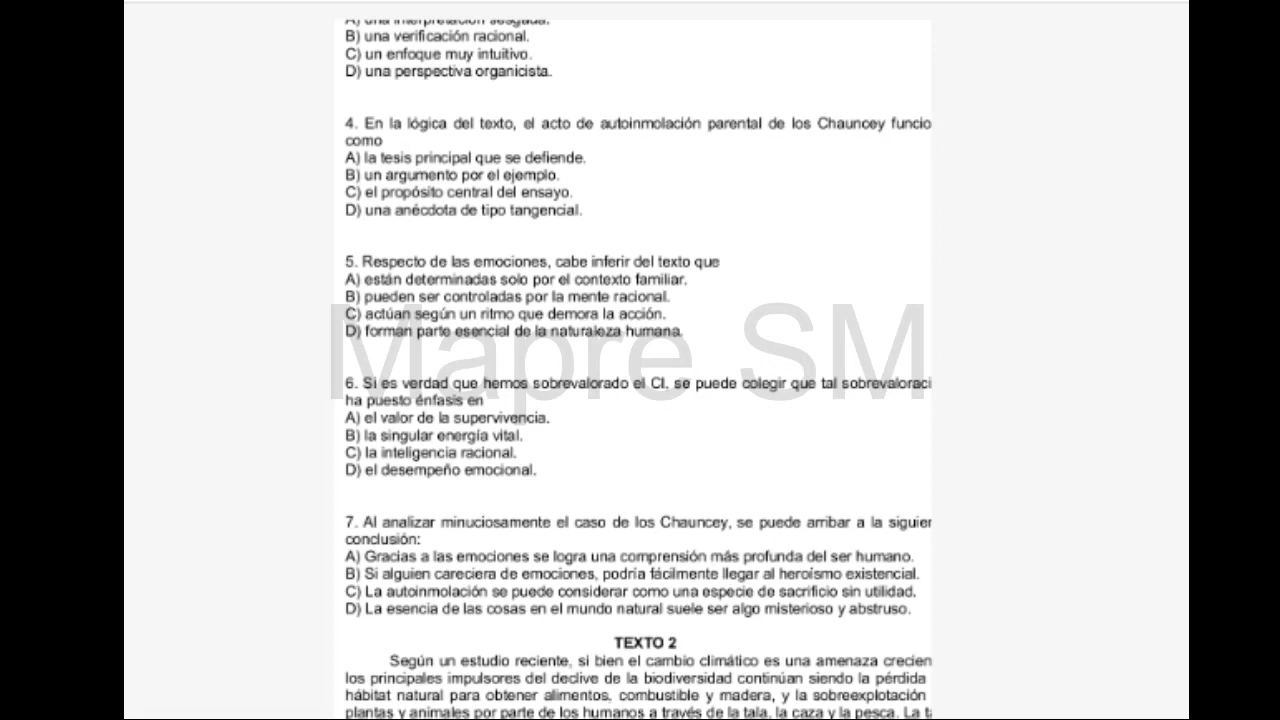 A) una interpretación sesgada.
B) una verificación racional.
C) un enfoque muy intuitivo.
D) una perspectiva organicista.
4. En la lógica del texto, el acto de autoinmolación parental de los Chauncey funcio
como
A) la tesis principal que se defiende.
B) un argumento por el ejemplo.
C) el propósito central del ensayo.
D) una anécdota de tipo tangencial.
5. Respecto de las emociones, cabe inferir del texto que
A) están determinadas solo por el contexto familiar.
B) pueden ser controladas por la mente racional.
C) actúan según un ritmo que demora la acción.
D) forman parte esencial de la naturaleza humana.
Mapre SM
6. Si es verdad que hemos sobrevalorado el CI, se puede colegir que tal sobrevaloraci
ha puesto énfasis en
A) el valor de la supervivencia.
B) la singular energía vital.
C) la inteligencia racional.
D) el desempeño emocional.
7. Al analizar minuciosamente el caso de los Chauncey, se puede arribar a la siguier
conclusión:
A) Gracias a las emociones se logra una comprensión más profunda del ser humano.
B) Si alguien careciera de emociones, podría fácilmente llegar al heroísmo existencial.
C) La autoinmolación se puede considerar como una especie de sacrificio sin utilidad.
D) La esencia de las cosas en el mundo natural suele ser algo misterioso y abstruso.
TEXTO 2
Según un estudio reciente, si bien el cambio climático es una amenaza crecien
los principales impulsores del declive de la biodiversidad continúan siendo la pérdida
hábitat natural para obtener alimentos, combustible y madera, y la sobreexplotación
plantas y animales por parte de los humanos a través de la tala, la caza y la pesca. La t